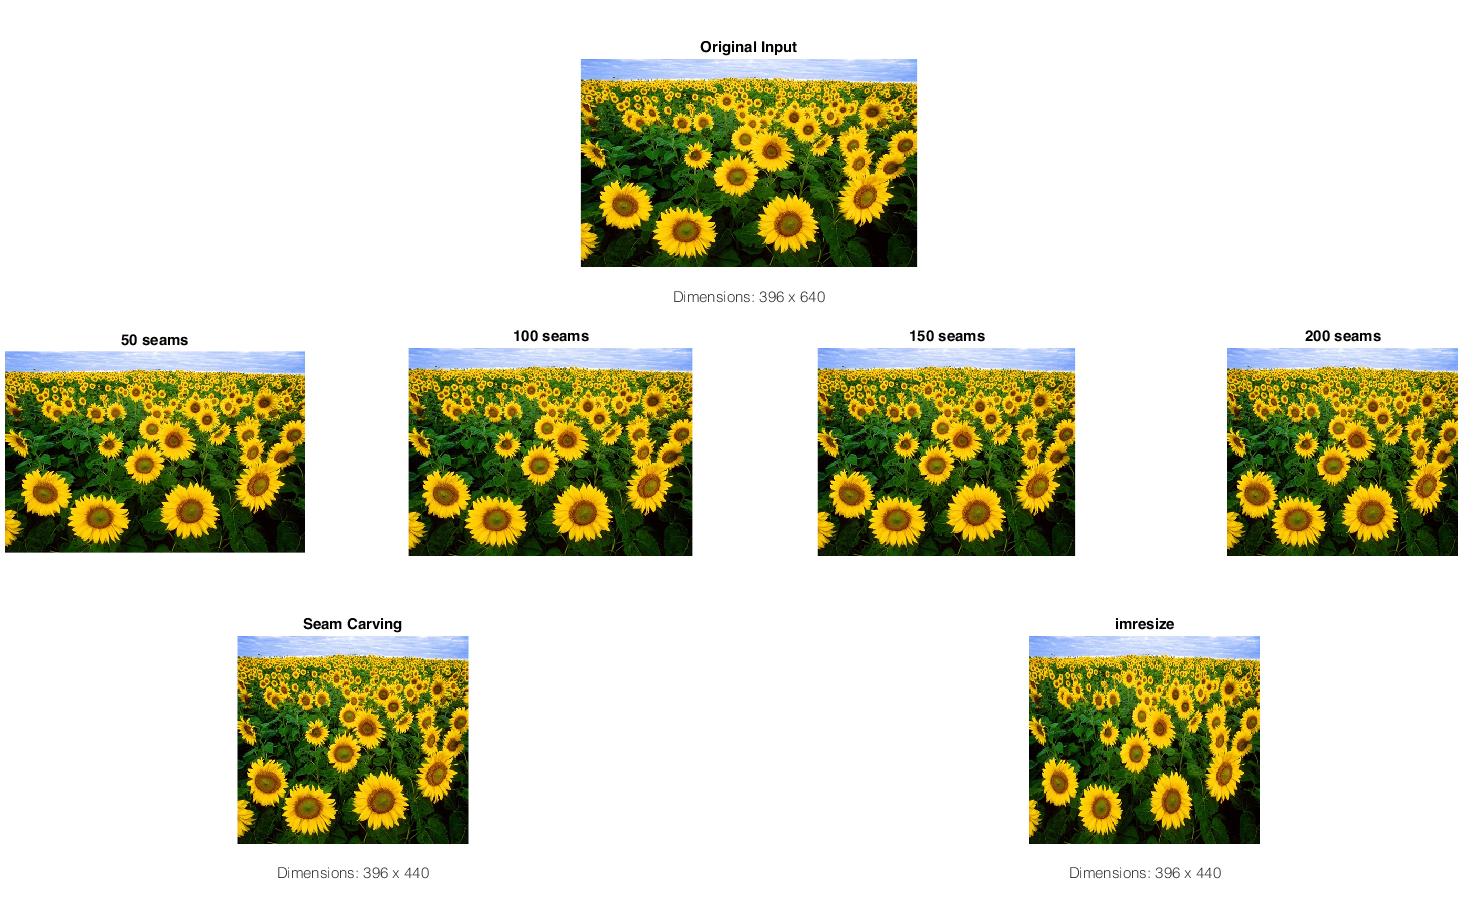 Original Input
Dimensions: 396 x 640
50 seams
100 seams
150 seams
200 seams
Seam Carving
imresize
Dimensions: 396 x 440
Dimensions: 396 x 440